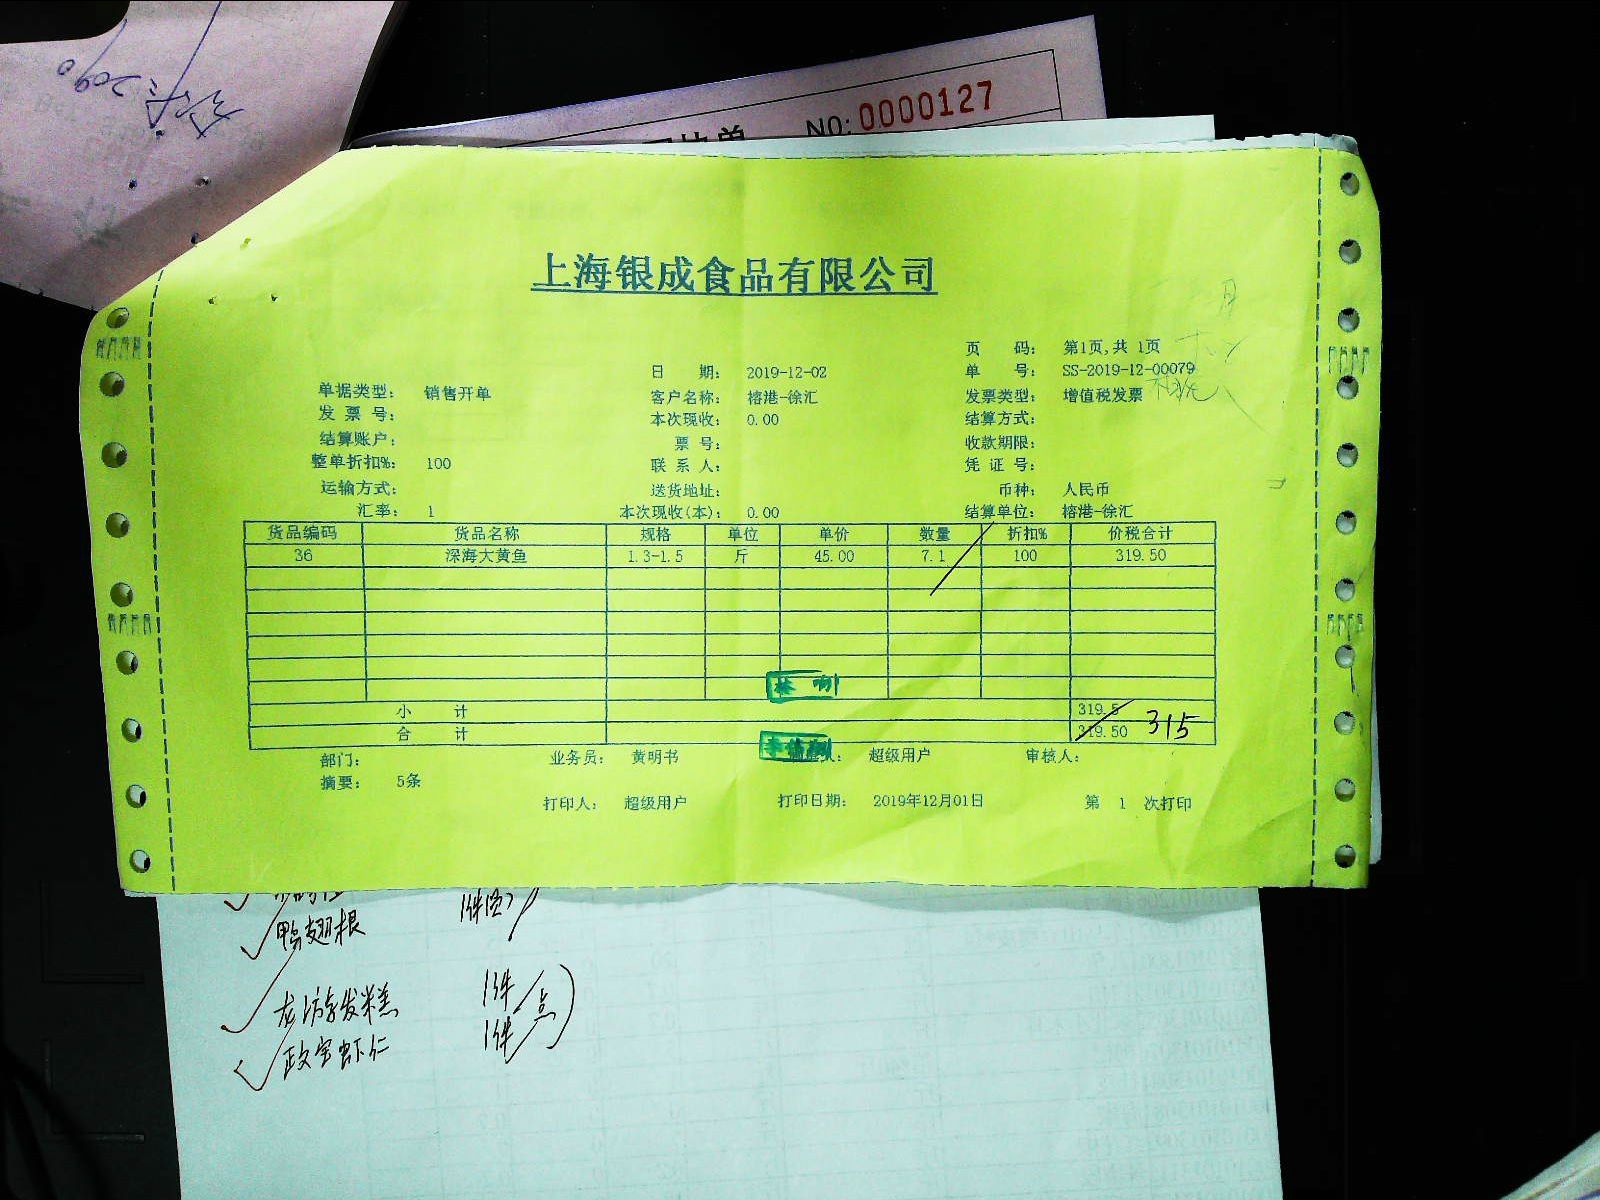 NO: 0000127
上海银成食品有限公司
页 码： 第1页,共 1页
日 期： 2019-12-02 单 号： SS-2019-12-00079
单据类型： 销售开单 客户名称： 榕港-徐汇 发票类型： 增值税发票
发 票 号： 本次现收： 0.00 结算方式：
结算账户： 票 号： 收款期限：
整单折扣%： 100 联 系 人： 凭 证 号：
运输方式： 送货地址： 币种： 人民币
汇率： 1 本次现收(本)： 0.00 结算单位： 榕港-徐汇
货品编码 货品名称 规格 单位 单价 数量 折扣% 价税合计
36 深海大黄鱼 1.3-1.5 斤 45.00 7.1 100 319.50
小 计 319.5
合 计 319.50 315
部门： 业务员： 黄明书 超级用户 审核人：
摘要： 5条
打印人： 超级用户 打印日期： 2019年12月01日 第 1 次打印
鸭翅根 1件
发糕 1件
虾仁 1件